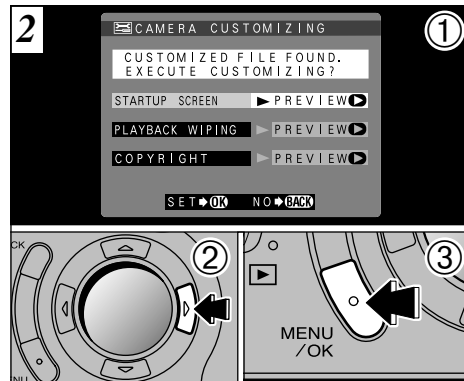 2
CAMERA CUSTOMIZING
①
CUSTOMIZED FILE FOUND.
EXECUTE CUSTOMIZING?
STARTUP SCREEN ►PREVIEW
PLAYBACK WIPING ►PREVIEW
COPYRIGHT ►PREVIEW
SET➧OK NO➧BACK
②
③
MENU
/OK